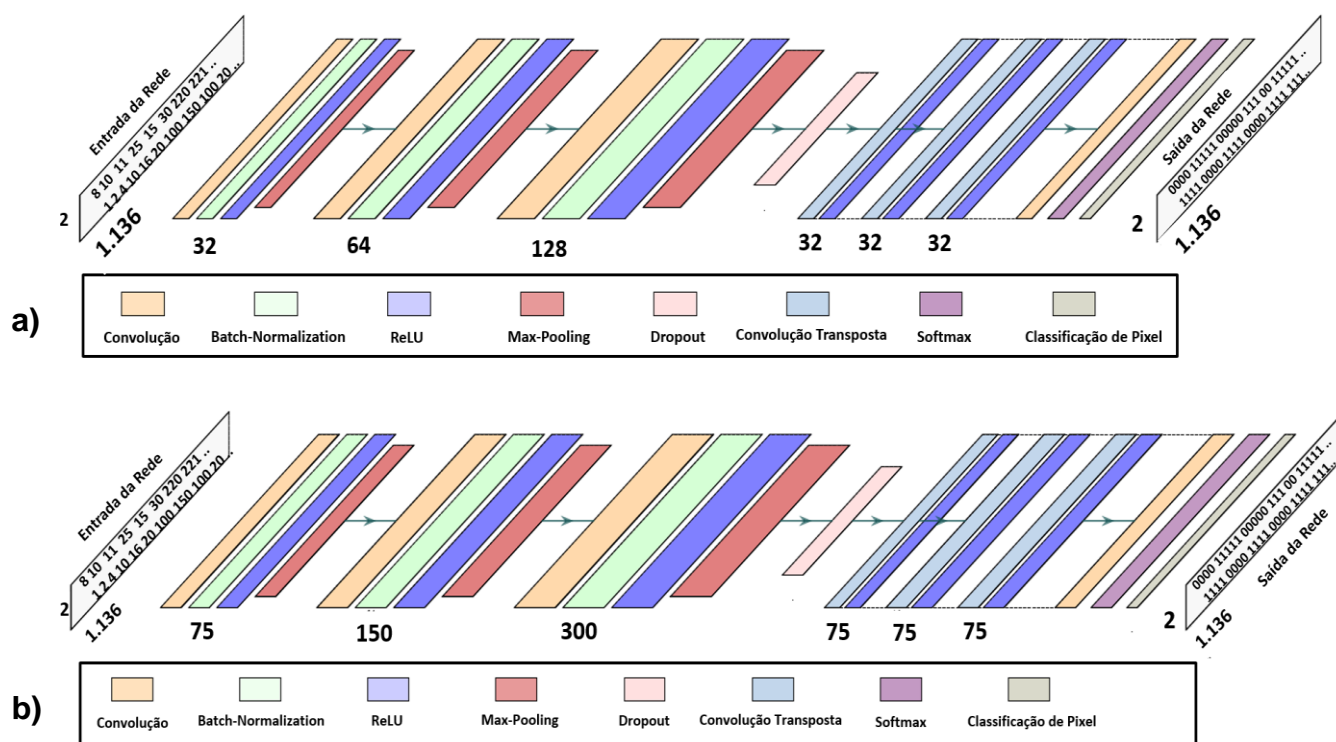 Entrada da Rede
8 10 11 25 15 30 220 221 ..
1 2 4 10 16 20 100 150 100 20 ...
2
1.136
32
64
128
32 32 32
Saída da Rede
0000 11111 00000 111 00 11111 ..
1111 0000 1111 0000 1111 111..
2
1.136
a)
Convolução Batch-Normalization ReLU Max-Pooling Dropout Convolução Transposta Softmax Classificação de Pixel
Entrada da Rede
8 10 11 25 15 30 220 221 ..
1 2 4 10 16 20 100 150 100 20 ...
2
1.136
75
150
300
75 75 75
0000 11111 00000 111 00 11111 ..
1111 0000 1111 0000 1111 111..
Saída da Rede
2
1.136
b)
Convolução Batch-Normalization ReLU Max-Pooling Dropout Convolução Transposta Softmax Classificação de Pixel